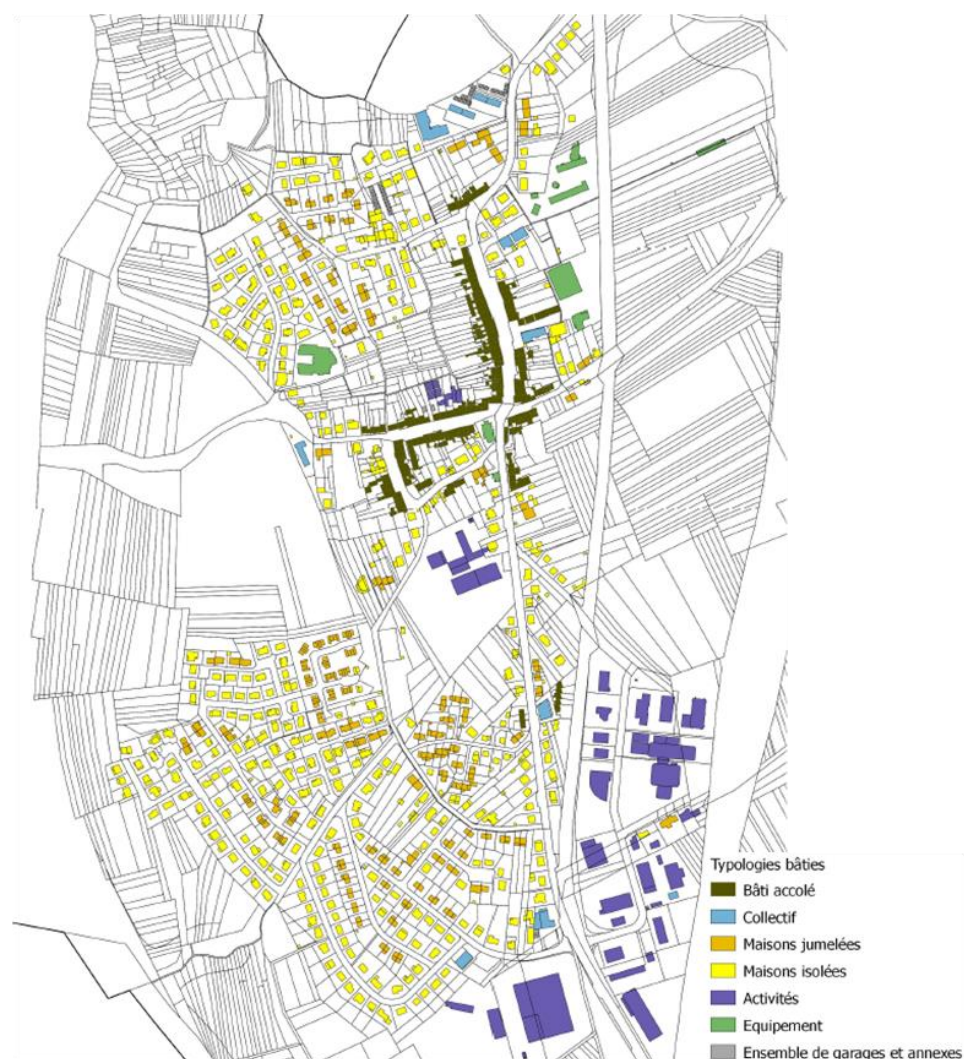 Typologies bâties
Bâti accolé
Collectif
Maisons jumelées
Maisons isolées
Activités
Equipement
Ensemble de garages et annexes